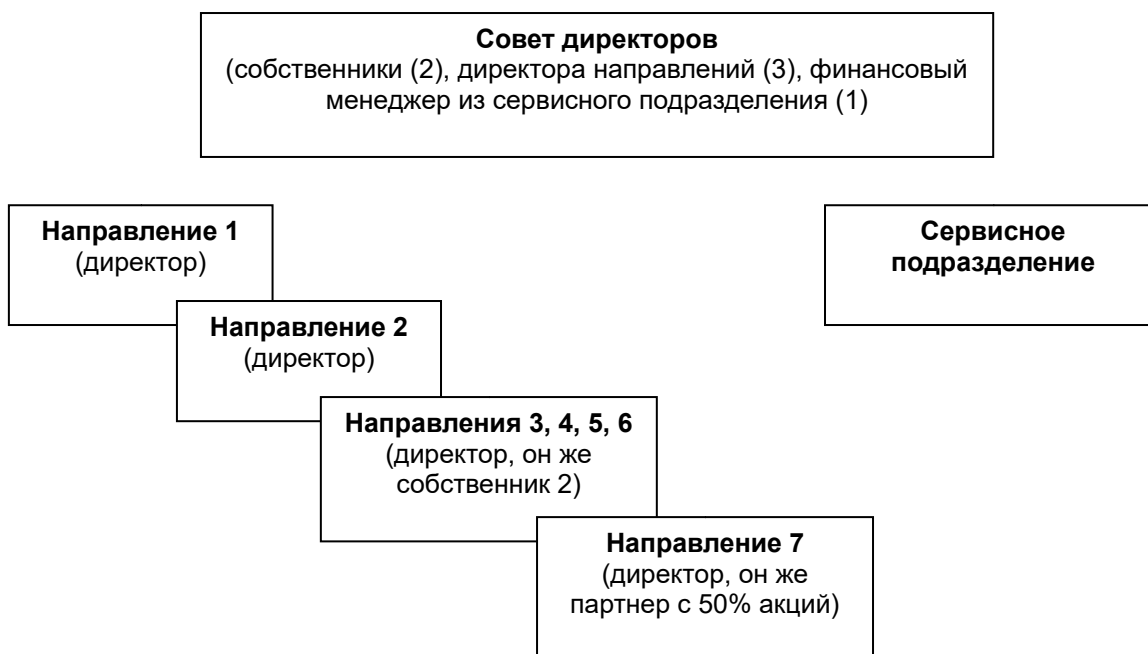 Совет директоров
(собственники (2), директора направлений (3), финансовый
менеджер из сервисного подразделения (1)
Направление 1
(директор)
Сервисное
подразделение
Направление 2
(директор)
Направления 3, 4, 5, 6
(директор, он же
собственник 2)
Направление 7
(директор, он же
партнер с 50% акций)